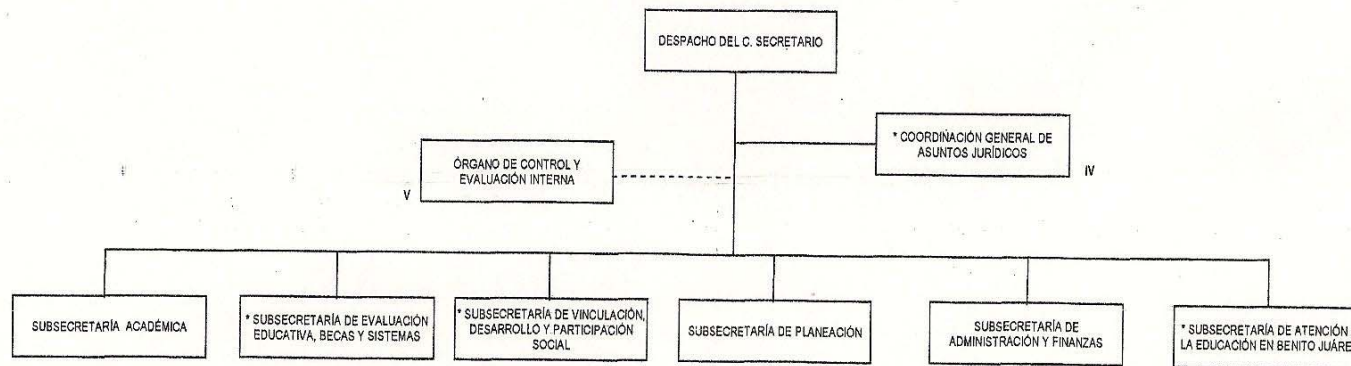 DESPACHO DEL C. SECRETARIO
* COORDINACIÓN GENERAL DE
ASUNTOS JURÍDICOS
IV
ÓRGANO DE CONTROL Y
EVALUACIÓN INTERNA
V
SUBSECRETARÍA ACADÉMICA
* SUBSECRETARÍA DE EVALUACIÓN
EDUCATIVA, BECAS Y SISTEMAS
* SUBSECRETARÍA DE VINCULACIÓN,
DESARROLLO Y PARTICIPACIÓN
SOCIAL
SUBSECRETARÍA DE PLANEACIÓN
SUBSECRETARÍA DE
ADMINISTRACIÓN Y FINANZAS
* SUBSECRETARÍA DE ATENCIÓN
LA EDUCACIÓN EN BENITO JUÁRE